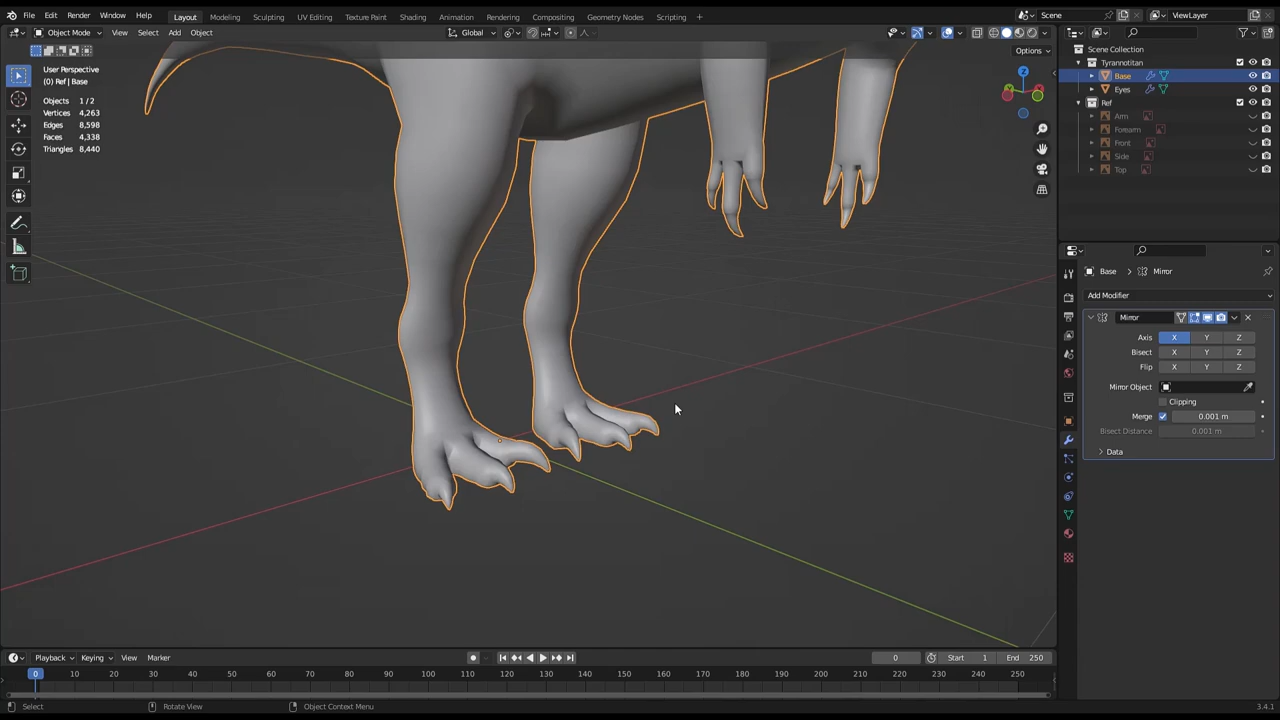 File Edit Render Window Help Layout Modeling Sculpting UV Editing Texture Paint Shading Animation Rendering Compositing Geometry Nodes Scripting + Scene ViewLayer
Object Mode View Select Add Object Global
Options
User Perspective
(0) Ref | Base
Objects 1 / 2
Vertices 4,263
Edges 8,598
Faces 4,338
Triangles 8,440
Z
Scene Collection
Tyrannotitan
Base
Eyes
Ref
Arm
Forearm
Front
Side
Top
Base > Mirror
Add Modifier
Mirror
Axis X Y Z
Bisect X Y Z
Flip X Y Z
Mirror Object
Clipping
Merge 0.001 m
Bisect Distance 0.001 m
Data
Playback Keying View Marker 0 Start 1 End 250
0 10 20 30 40 50 60 70 80 90 100 110 120 130 140 150 160 170 180 190 200 210 220 230 240 250
Select Rotate View Object Context Menu 3.4.1